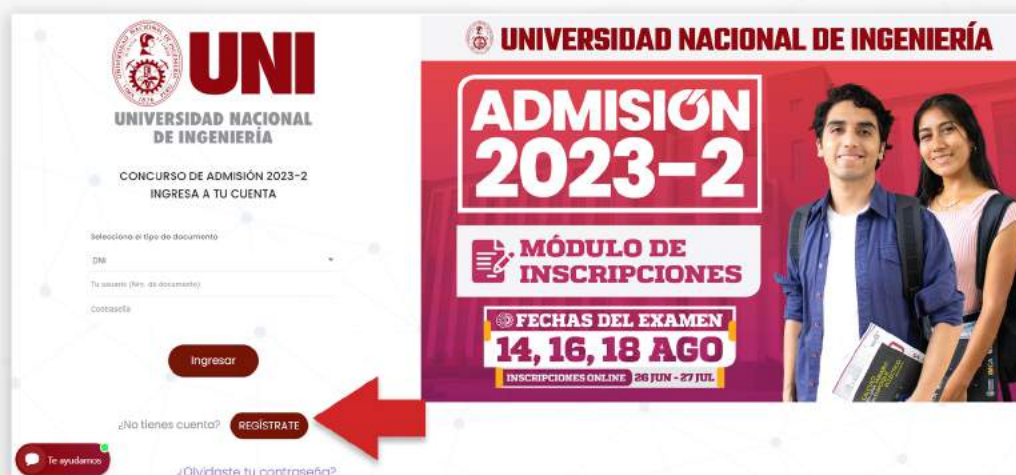 UNI
UNIVERSIDAD NACIONAL
DE INGENIERÍA
CONCURSO DE ADMISIÓN 2023-2
INGRESA A TU CUENTA
Selecciona el tipo de documento
DNI
Tu usuario (Nro. de documento)
Contraseña
Ingresar
¿No tienes cuenta? REGÍSTRATE
Te ayudamos
¿Olvidaste tu contraseña?
UNIVERSIDAD NACIONAL DE INGENIERÍA
ADMISIÓN
2023-2
MÓDULO DE
INSCRIPCIONES
FECHAS DEL EXAMEN
14, 16, 18 AGO
INSCRIPCIONES ONLINE 26 JUN - 27 JUL